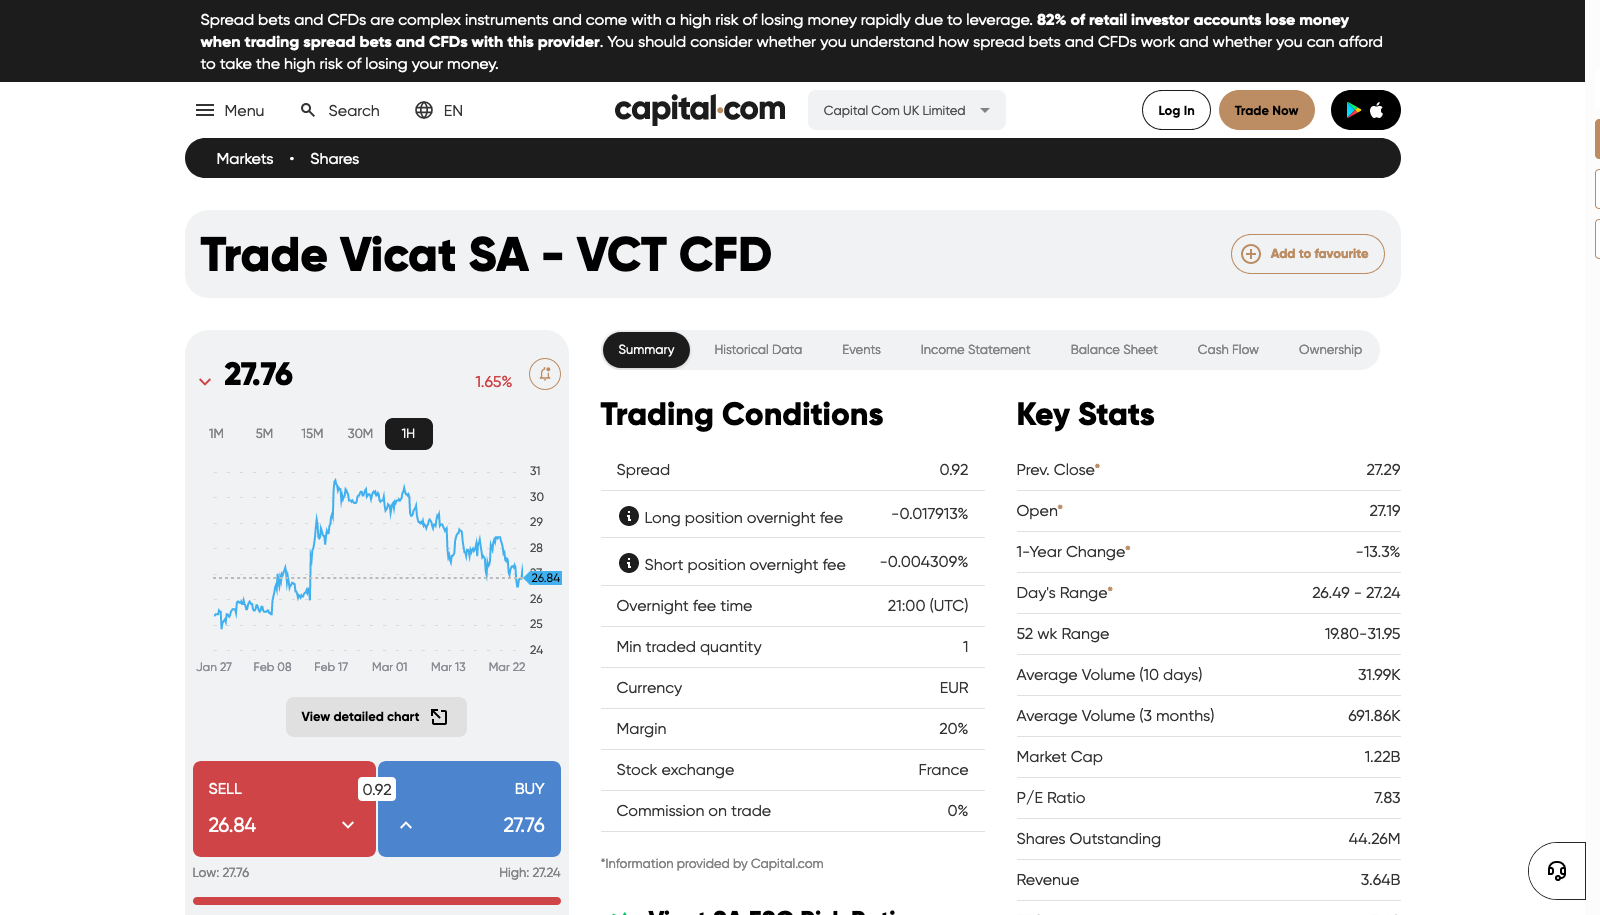 Spread bets and CFDs are complex instruments and come with a high risk of losing money rapidly due to leverage. 82% of retail investor accounts lose money
when trading spread bets and CFDs with this provider. You should consider whether you understand how spread bets and CFDs work and whether you can afford
to take the high risk of losing your money.
Menu
Search
EN
capital.com
Capital Com UK Limited
Log In
Trade Now
Markets • Shares
Trade Vicat SA - VCT CFD
Add to favourite
27.76
1.65%
1M 5M 15M 30M 1H
31
30
29
28
26.84
26
25
24
Jan 27 Feb 08 Feb 17 Mar 01 Mar 13 Mar 22
View detailed chart
SELL
26.84
0.92
BUY
27.76
Low: 27.76
High: 27.24
Summary Historical Data Events Income Statement Balance Sheet Cash Flow Ownership
Trading Conditions
Spread 0.92
Long position overnight fee -0.017913%
Short position overnight fee -0.004309%
Overnight fee time 21:00 (UTC)
Min traded quantity 1
Currency EUR
Margin 20%
Stock exchange France
Commission on trade 0%
*Information provided by Capital.com
Key Stats
Prev. Close* 27.29
Open* 27.19
1-Year Change* -13.3%
Day's Range* 26.49 - 27.24
52 wk Range 19.80-31.95
Average Volume (10 days) 31.99K
Average Volume (3 months) 691.86K
Market Cap 1.22B
P/E Ratio 7.83
Shares Outstanding 44.26M
Revenue 3.64B